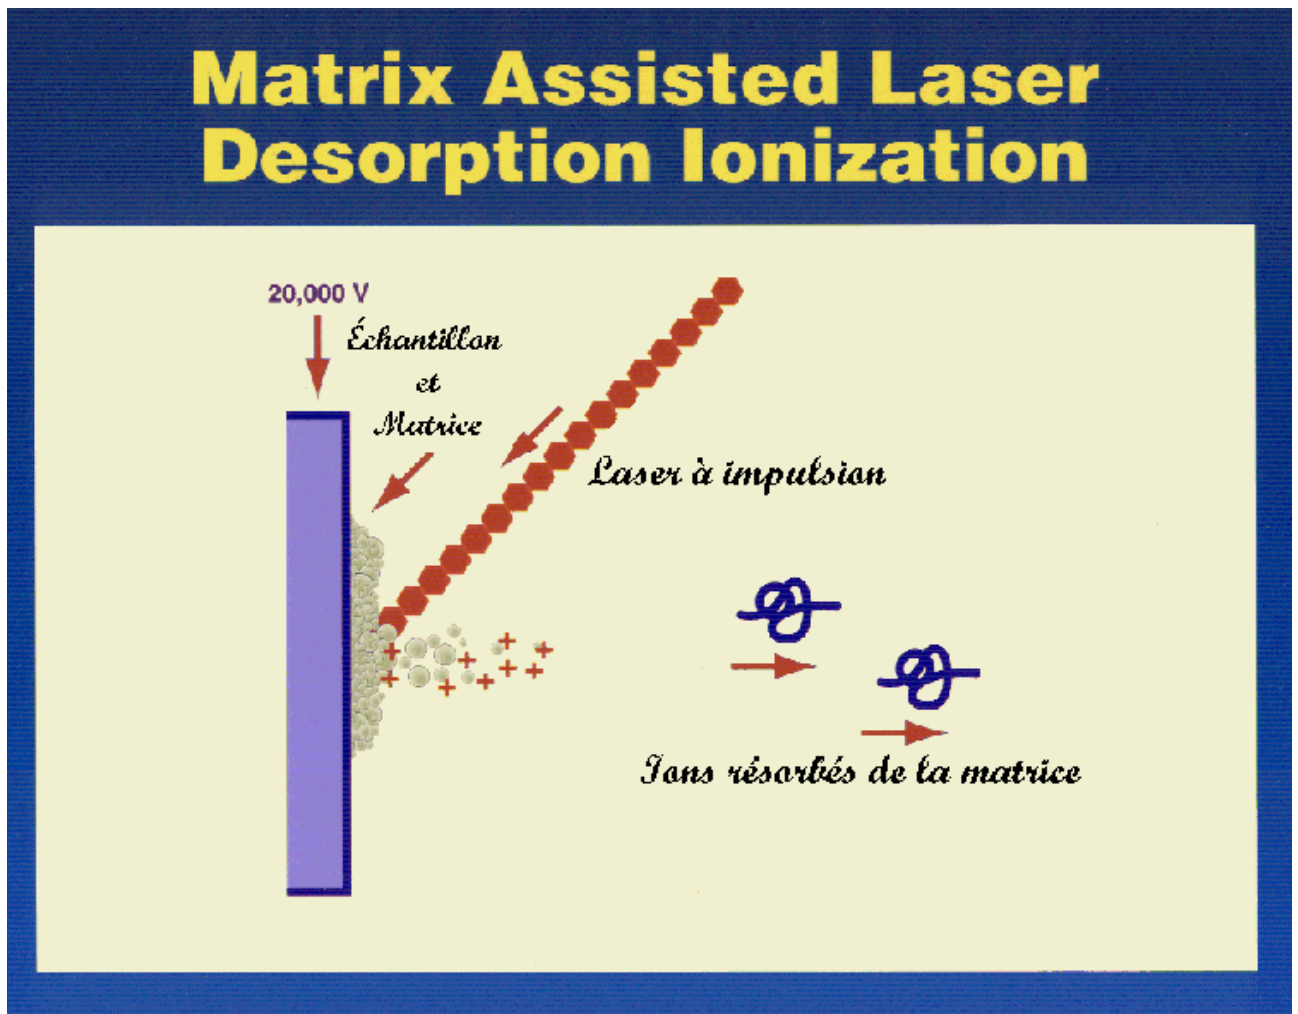 Matrix Assisted Laser
Desorption Ionization
20,000 V
Échantillon
et
Matrice
Laser à impulsion
Ions résorbés de la matrice